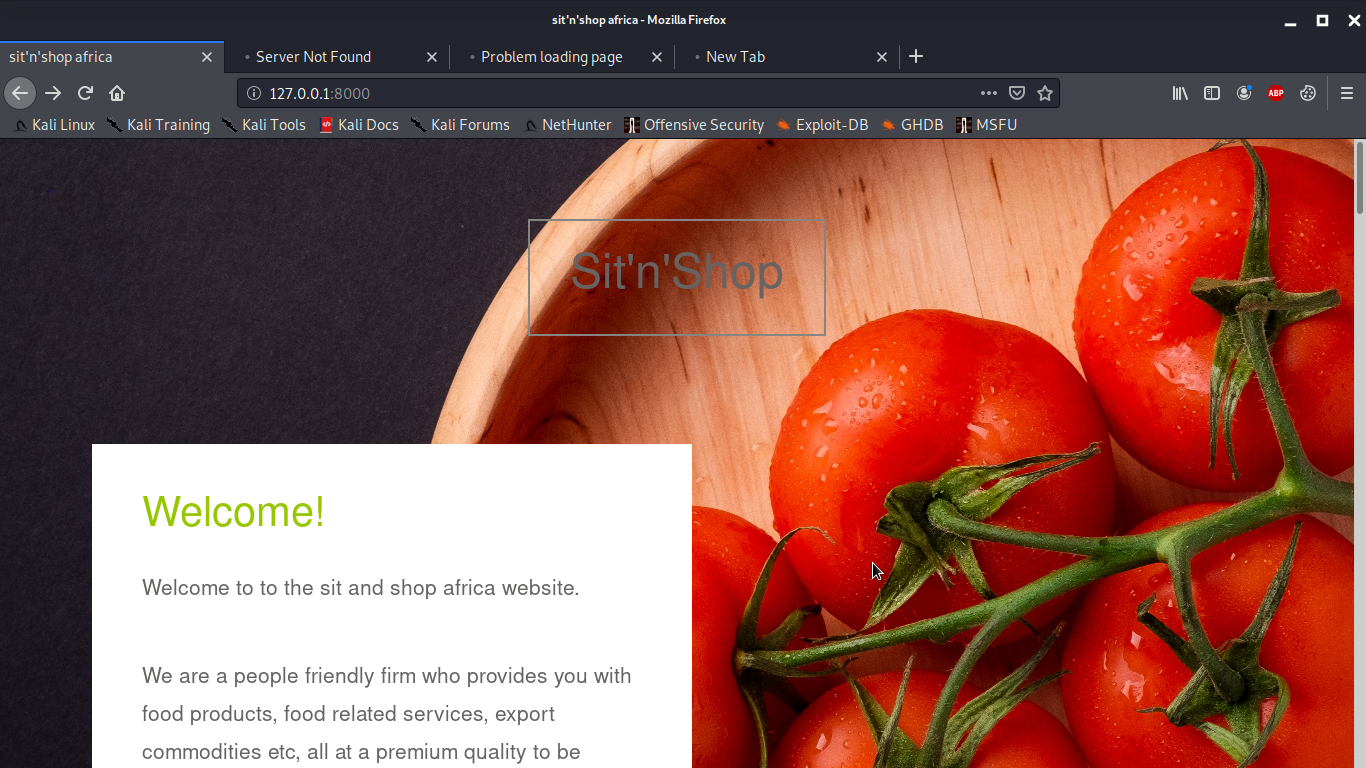 sit'n'shop africa - Mozilla Firefox
sit'n'shop africa Server Not Found Problem loading page New Tab
127.0.0.1:8000 ABP
Kali Linux Kali Training Kali Tools Kali Docs Kali Forums NetHunter Offensive Security Exploit-DB GHDB MSFU
Sit'n'Shop
Welcome!
Welcome to to the sit and shop africa website.
We are a people friendly firm who provides you with
food products, food related services, export
commodities etc, all at a premium quality to be